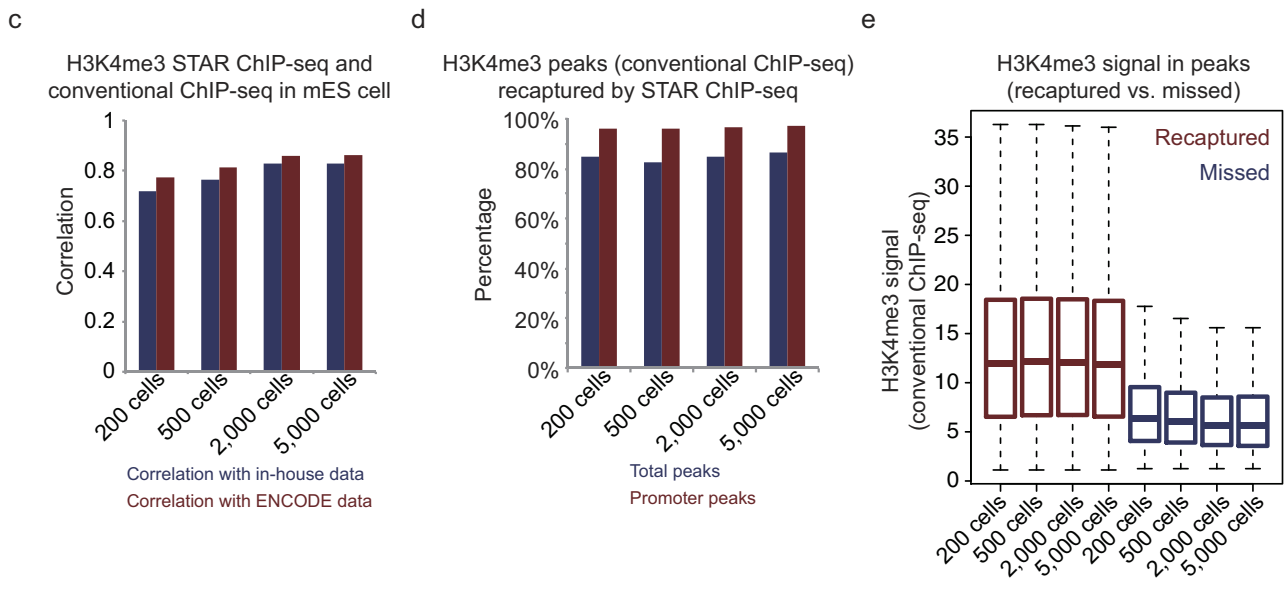 c
H3K4me3 STAR ChIP-seq and
conventional ChIP-seq in mES cell
Correlation
1
0.8
0.6
0.4
0.2
0
200 cells
500 cells
2,000 cells
5,000 cells
Correlation with in-house data
Correlation with ENCODE data
d
H3K4me3 peaks (conventional ChIP-seq)
recaptured by STAR ChIP-seq
Percentage
100%
80%
60%
40%
20%
0%
200 cells
500 cells
2,000 cells
5,000 cells
Total peaks
Promoter peaks
e
H3K4me3 signal in peaks
(recaptured vs. missed)
H3K4me3 signal
(conventional ChIP-seq)
35
30
25
20
15
10
5
0
Recaptured
Missed
200 cells
500 cells
2,000 cells
5,000 cells
200 cells
500 cells
2,000 cells
5,000 cells